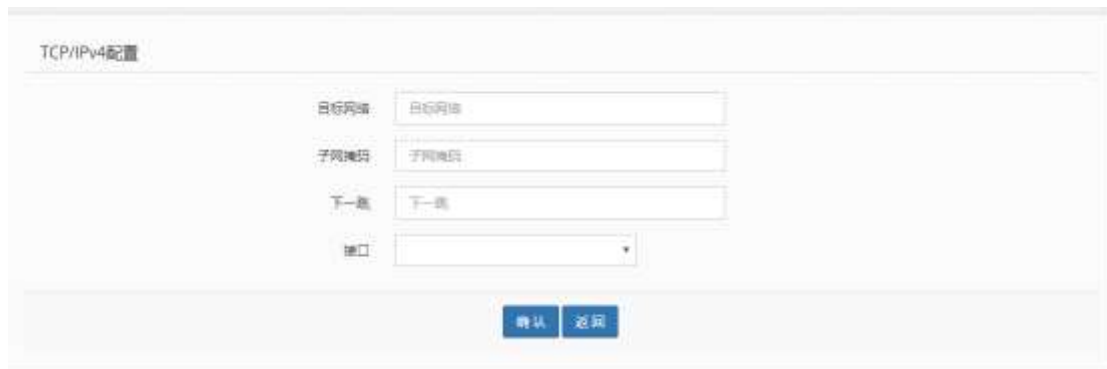 TCP/IPv4配置
目标网络 目标网络
子网掩码 子网掩码
下一跳 下一跳
接口
确认 返回